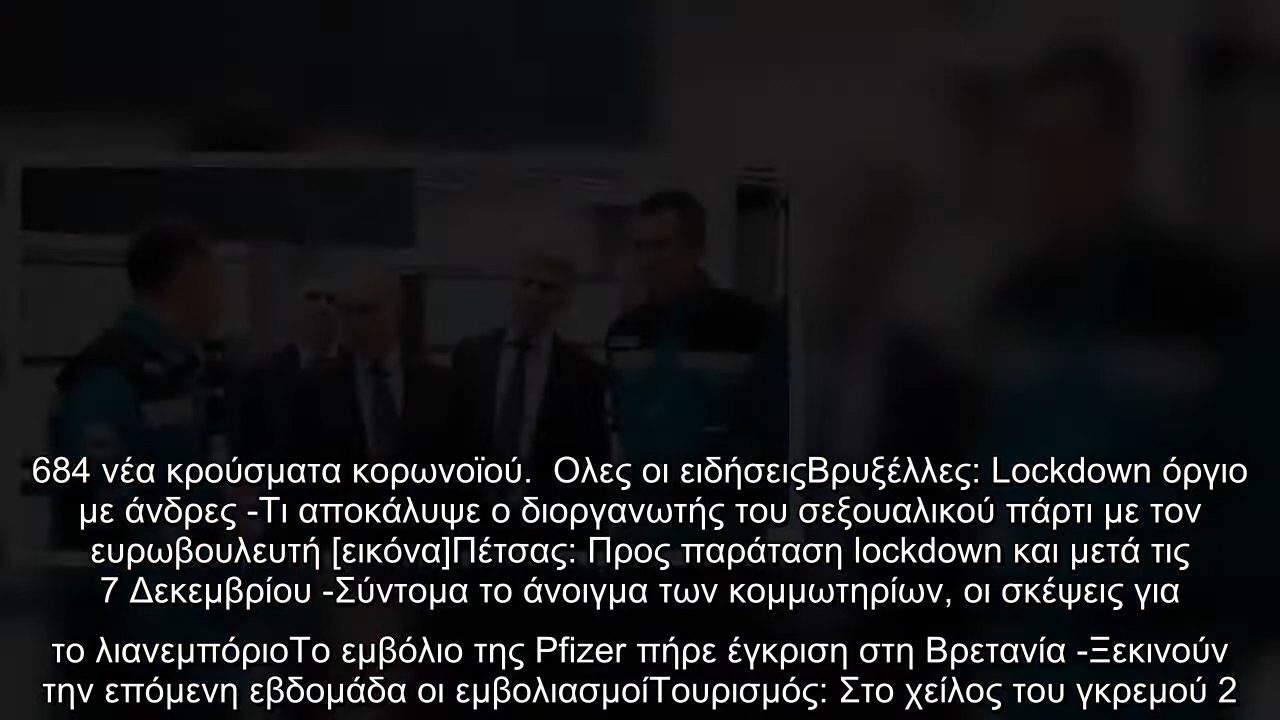 684 νέα κρούσματα κορωνοϊού.  Ολες οι ειδήσειςΒρυξέλλες: Lockdown όργιο
με άνδρες -Τι αποκάλυψε ο διοργανωτής του σεξουαλικού πάρτι με τον
ευρωβουλευτή [εικόνα]Πέτσας: Προς παράταση lockdown και μετά τις
7 Δεκεμβρίου -Σύντομα το άνοιγμα των κομμωτηρίων, οι σκέψεις για
το λιανεμπόριοΤο εμβόλιο της Pfizer πήρε έγκριση στη Βρετανία -Ξεκινούν
την επόμενη εβδομάδα οι εμβολιασμοίΤουρισμός: Στο χείλος του γκρεμού 2